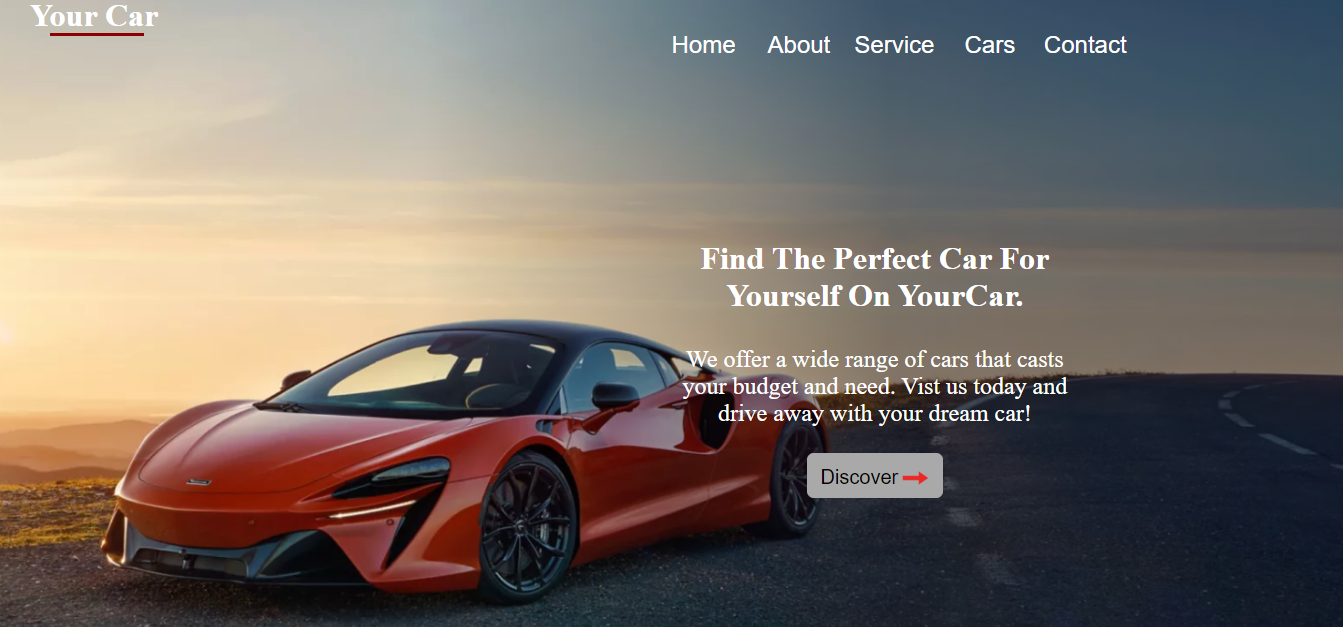 Your Car
Home About Service Cars Contact
Find The Perfect Car For
Yourself On YourCar.
We offer a wide range of cars that casts
your budget and need. Vist us today and
drive away with your dream car!
Discover